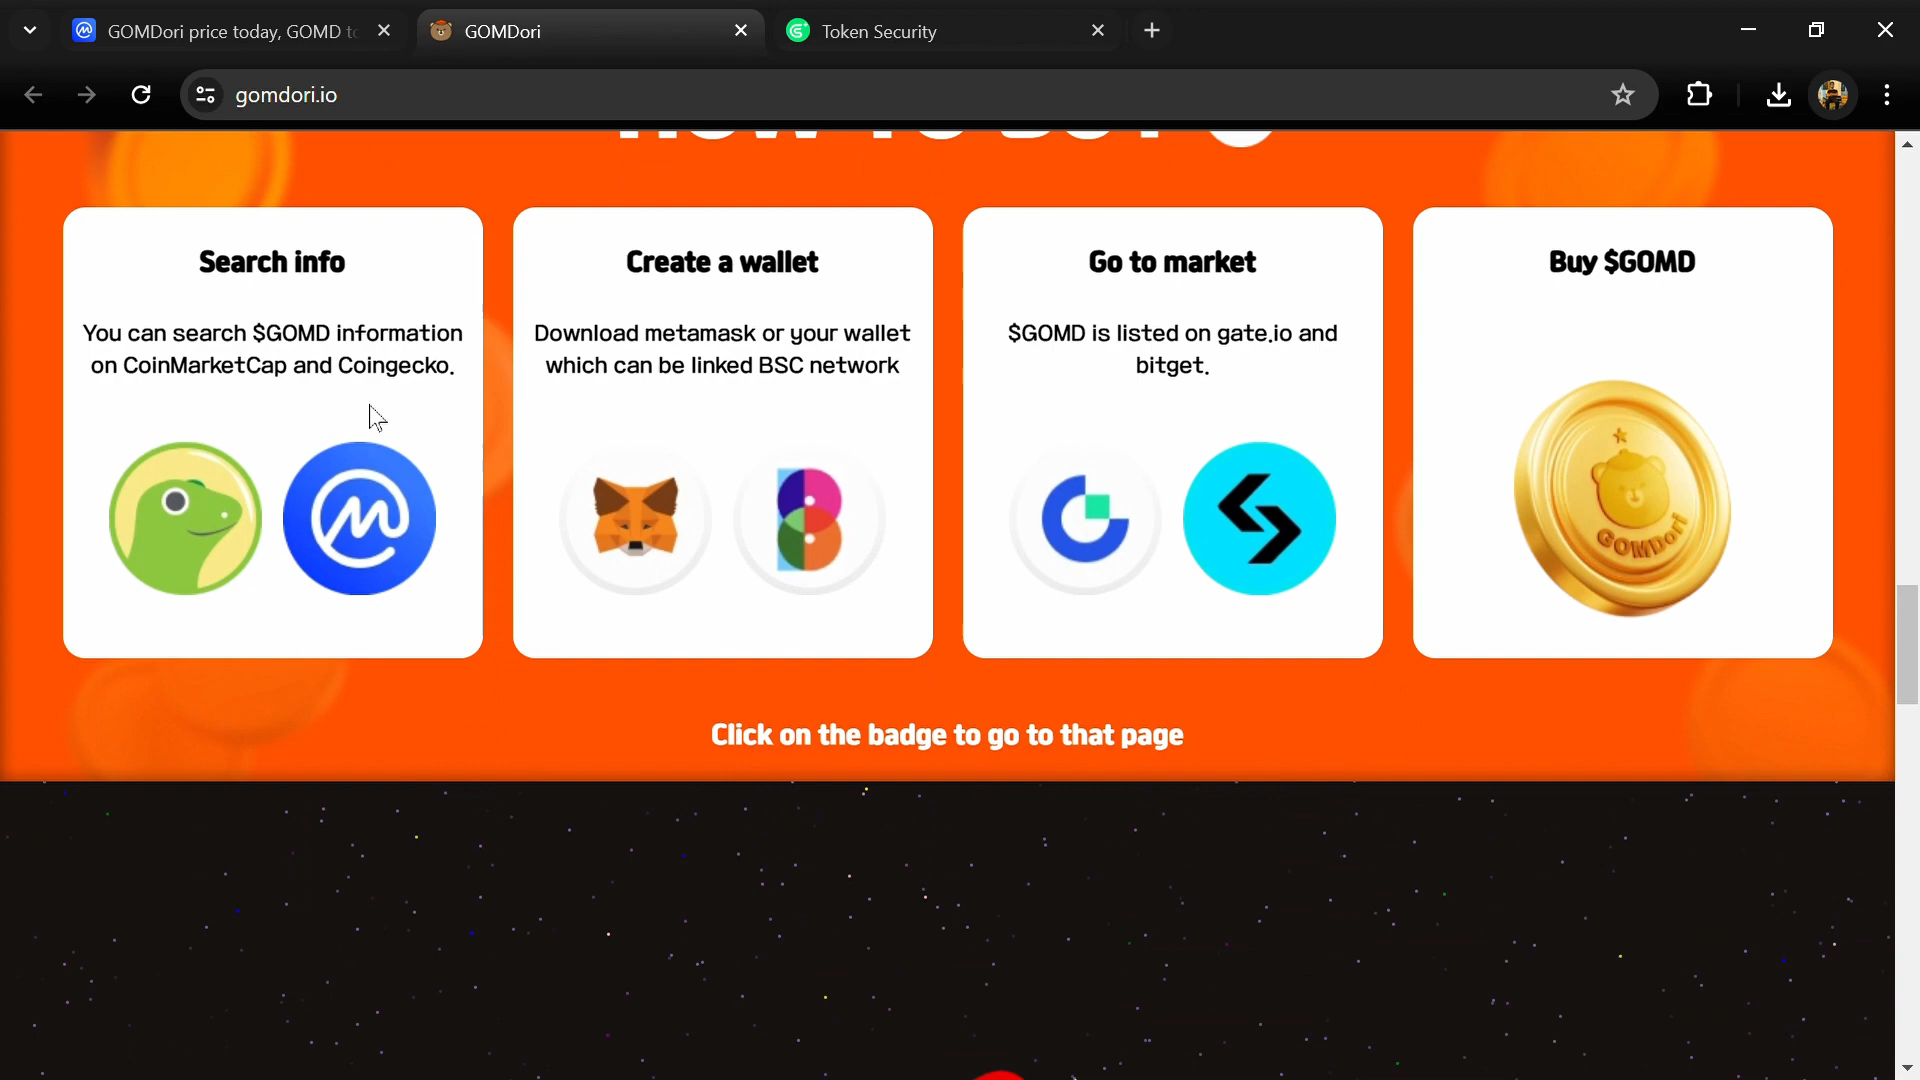 GOMDori price today, GOMD to
GOMDori
Token Security
gomdori.io
Search info
You can search $GOMD information
on CoinMarketCap and Coingecko.
Create a wallet
Download metamask or your wallet
which can be linked BSC network
Go to market
$GOMD is listed on gate.io and
bitget.
Buy $GOMD
GOMDori
Click on the badge to go to that page